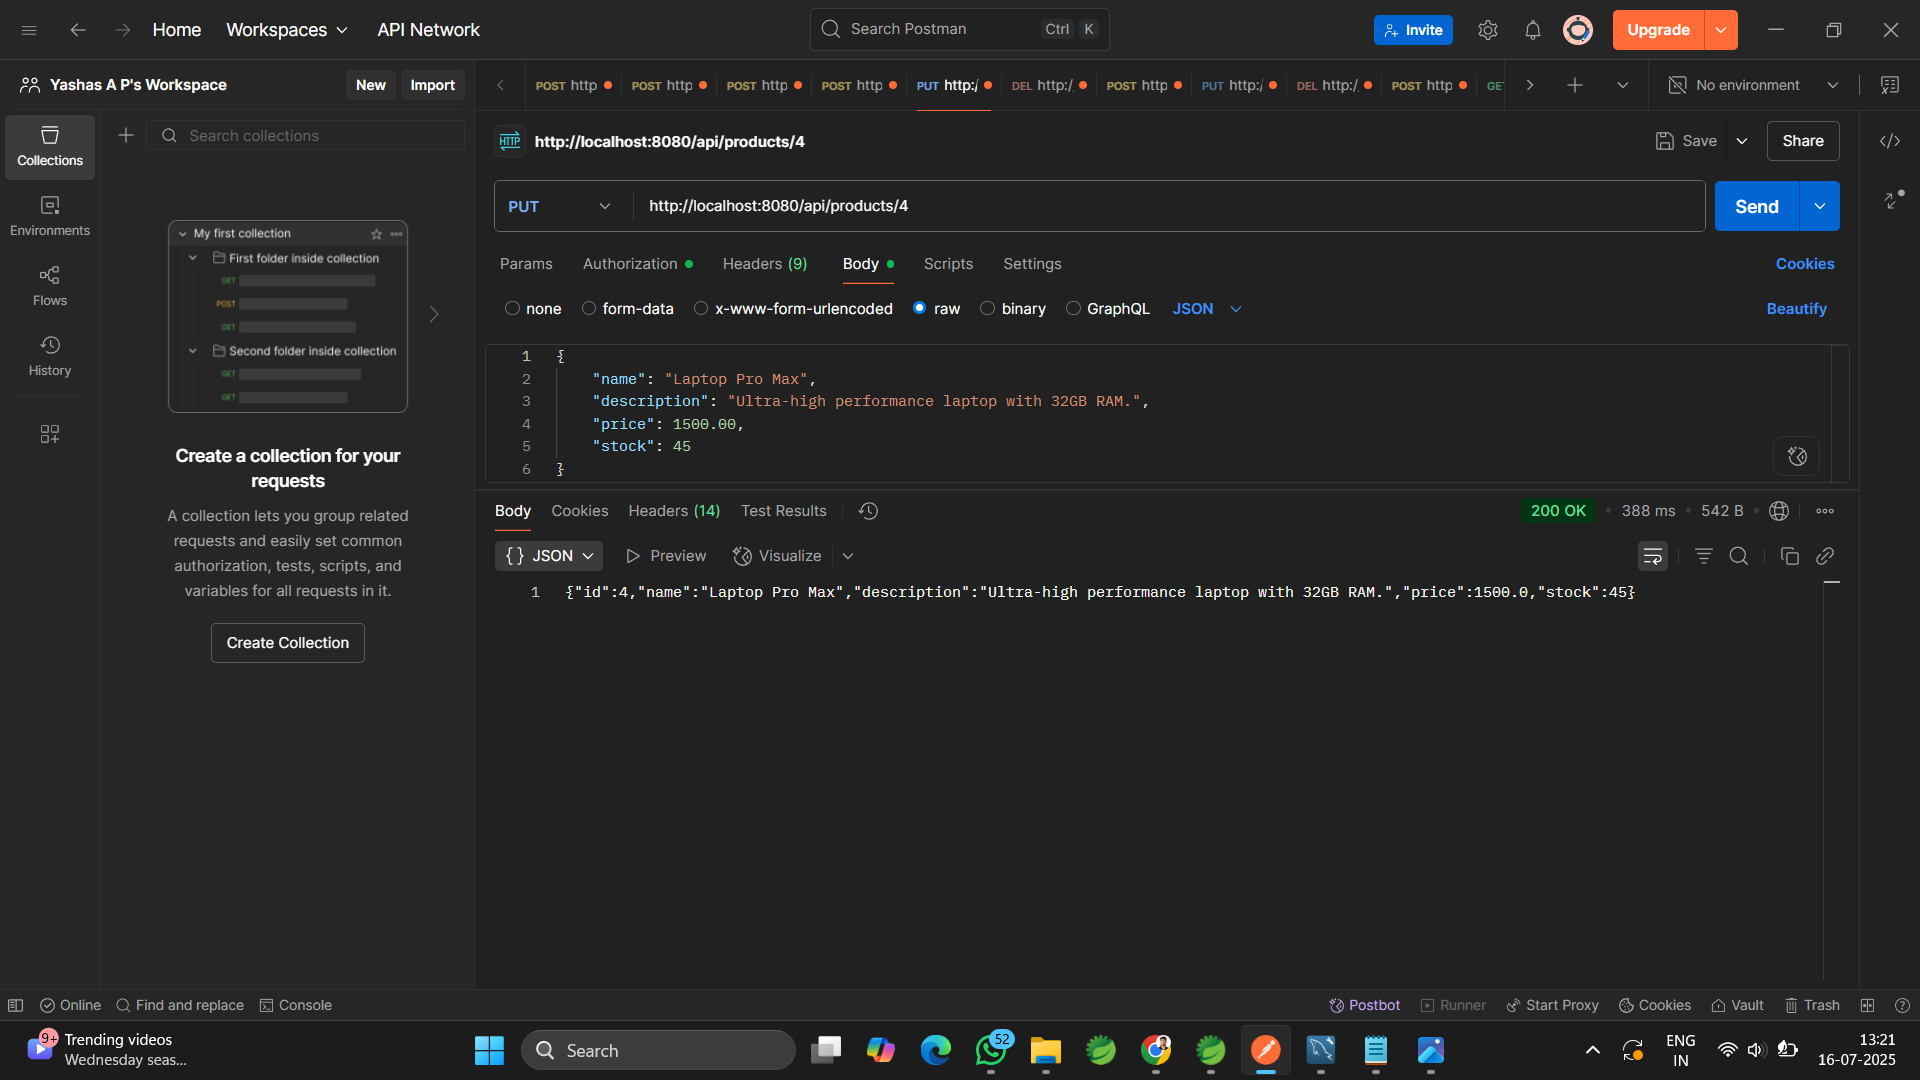 Home
Workspaces
API Network
Search Postman
Ctrl
K
Invite
Upgrade
Yashas A P's Workspace
New
Import
POST http
POST http
POST http
POST http
PUT http:/
DEL http:/
POST http
PUT http:/
DEL http:/
POST http
GE
No environment
Collections
Environments
Flows
History
Search collections
My first collection
First folder inside collection
GET
POST
GET
Second folder inside collection
GET
GET
Create a collection for your
requests
A collection lets you group related
requests and easily set common
authorization, tests, scripts, and
variables for all requests in it.
Create Collection
HTTP
http://localhost:8080/api/products/4
Save
Share
PUT
http://localhost:8080/api/products/4
Send
Params
Authorization
Headers (9)
Body
Scripts
Settings
Cookies
none
form-data
x-www-form-urlencoded
raw
binary
GraphQL
JSON
Beautify
1 {
2 "name": "Laptop Pro Max",
3 "description": "Ultra-high performance laptop with 32GB RAM.",
4 "price": 1500.00,
5 "stock": 45
6 }
Body
Cookies
Headers (14)
Test Results
200 OK
388 ms
542 B
{} JSON
Preview
Visualize
1 {"id":4,"name":"Laptop Pro Max","description":"Ultra-high performance laptop with 32GB RAM.","price":1500.0,"stock":45}
Online
Find and replace
Console
Postbot
Runner
Start Proxy
Cookies
Vault
Trash
9+
Trending videos
Wednesday seas...
Search
52
ENG
IN
13:21
16-07-2025